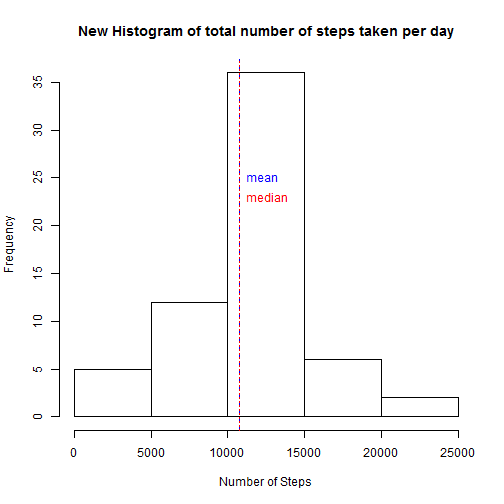 New Histogram of total number of steps taken per day
35
30
25
20
15
10
5
0
Frequency
mean
median
0 5000 10000 15000 20000 25000
Number of Steps